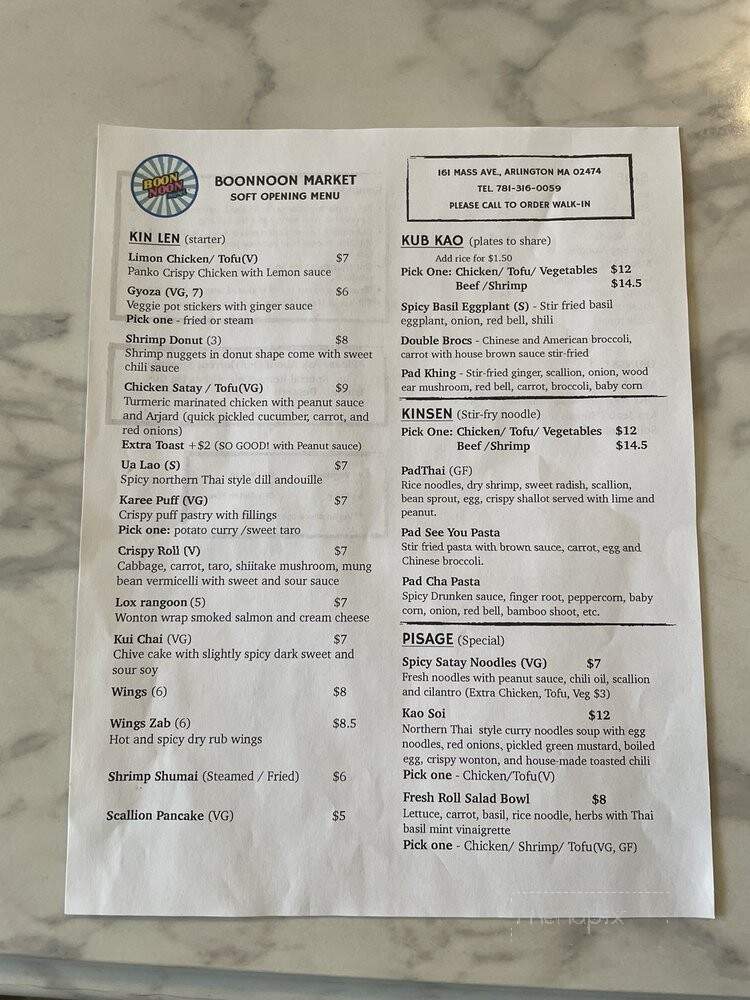 BOON
NOON
BOONNOON MARKET
SOFT OPENING MENU
KIN LEN (starter)
Limon Chicken/ Tofu(V) $7
Panko Crispy Chicken with Lemon sauce
Gyoza (VG, 7) $6
Veggie pot stickers with ginger sauce
Pick one - fried or steam
Shrimp Donut (3) $8
Shrimp nuggets in donut shape come with sweet
chili sauce
Chicken Satay / Tofu(VG) $9
Turmeric marinated chicken with peanut sauce
and Arjard (quick pickled cucumber, carrot, and
red onions)
Extra Toast +$2 (SO GOOD! with Peanut sauce)
Ua Lao (S) $7
Spicy northern Thai style dill andouille
Karee Puff (VG) $7
Crispy puff pastry with fillings
Pick one: potato curry /sweet taro
Crispy Roll (V) $7
Cabbage, carrot, taro, shiitake mushroom, mung
bean vermicelli with sweet and sour sauce
Lox rangoon (5) $7
Wonton wrap smoked salmon and cream cheese
Kui Chai (VG) $7
Chive cake with slightly spicy dark sweet and
sour soy
Wings (6) $8
Wings Zab (6) $8.5
Hot and spicy dry rub wings
Shrimp Shumai (Steamed / Fried) $6
Scallion Pancake (VG) $5
161 MASS AVE., ARLINGTON MA 02474
TEL 781-316-0059
PLEASE CALL TO ORDER WALK-IN
KUB KAO (plates to share)
Add rice for $1.50
Pick One: Chicken/ Tofu/ Vegetables $12
Beef /Shrimp $14.5
Spicy Basil Eggplant (S) - Stir fried basil
eggplant, onion, red bell, shili
Double Brocs - Chinese and American broccoli,
carrot with house brown sauce stir-fried
Pad Khing - Stir-fried ginger, scallion, onion, wood
ear mushroom, red bell, carrot, broccoli, baby corn
KINSEN (Stir-fry noodle)
Pick One: Chicken/ Tofu/ Vegetables $12
Beef /Shrimp $14.5
PadThai (GF)
Rice noodles, dry shrimp, sweet radish, scallion,
bean sprout, egg, crispy shallot served with lime and
peanut.
Pad See You Pasta
Stir fried pasta with brown sauce, carrot, egg and
Chinese broccoli.
Pad Cha Pasta
Spicy Drunken sauce, finger root, peppercorn, baby
corn, onion, red bell, bamboo shoot, etc.
PISAGE (Special)
Spicy Satay Noodles (VG) $7
Fresh noodles with peanut sauce, chili oil, scallion
and cilantro (Extra Chicken, Tofu, Veg $3)
Kao Soi $12
Northern Thai style curry noodles soup with egg
noodles, red onions, pickled green mustard, boiled
egg, crispy wonton, and house-made toasted chili
Pick one - Chicken/Tofu(V)
Fresh Roll Salad Bowl $8
Lettuce, carrot, basil, rice noodle, herbs with Thai
basil mint vinaigrette
Pick one - Chicken/ Shrimp/ Tofu(VG, GF)